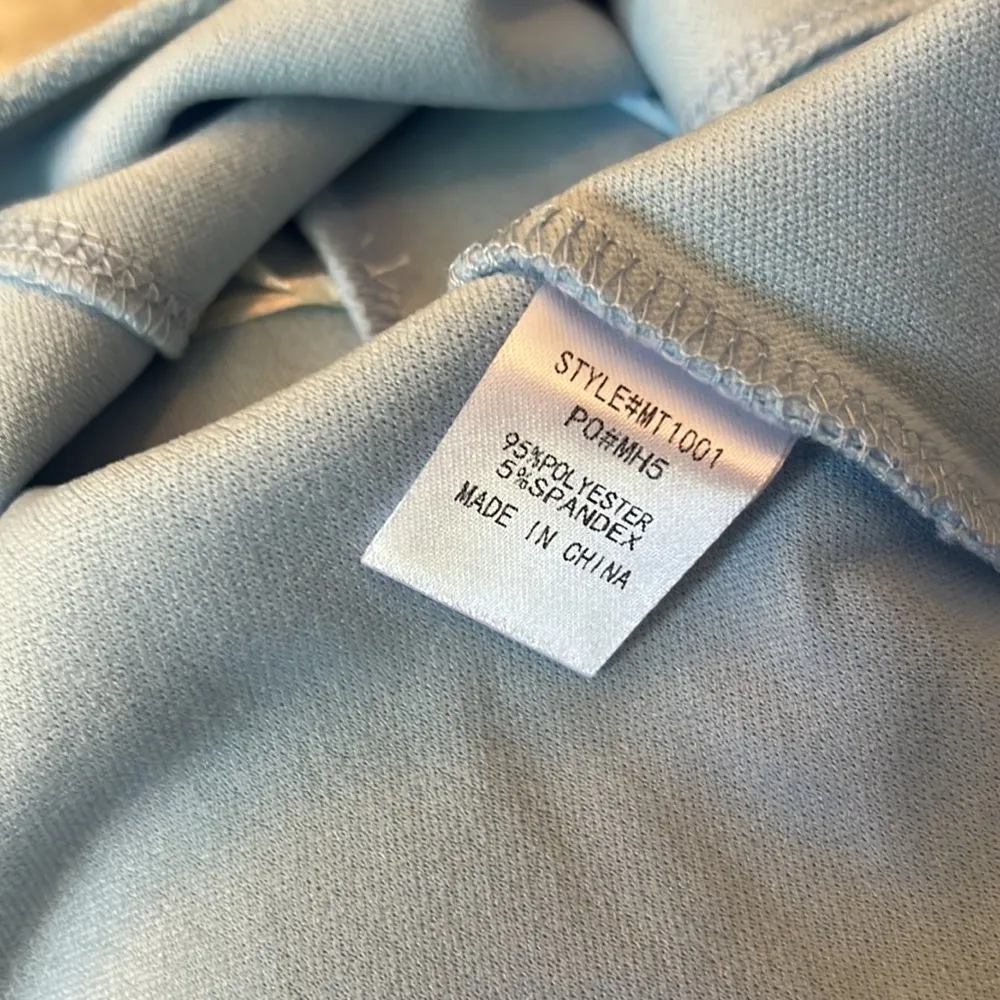 STYLE#MT1001
PO#MH5
95%POLYESTER
5%SPANDEX
MADE IN CHINA